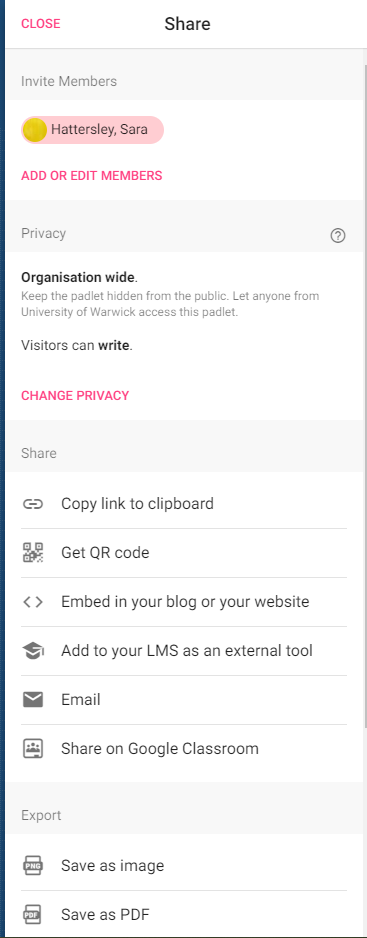 CLOSE
Share
Invite Members
Hattersley, Sara
ADD OR EDIT MEMBERS
Privacy
?
Organisation wide.
Keep the padlet hidden from the public. Let anyone from
University of Warwick access this padlet.
Visitors can write.
CHANGE PRIVACY
Share
Copy link to clipboard
Get QR code
Embed in your blog or your website
Add to your LMS as an external tool
Email
Share on Google Classroom
Export
PNG
Save as image
PDF
Save as PDF